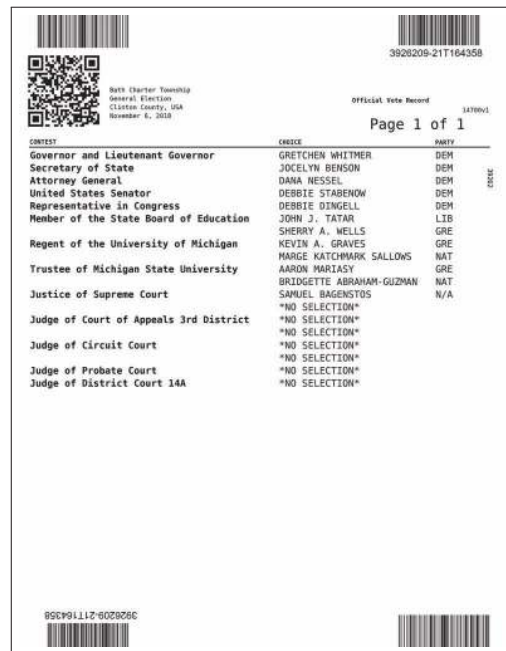 3926209-21T164358
Bath Charter Township
General Election
Clinton County, USA
November 6, 2018
Official Vote Record
14700v1
Page 1 of 1
CONTEST CHOICE PARTY
Governor and Lieutenant Governor GRETCHEN WHITMER DEM
Secretary of State JOCELYN BENSON DEM
Attorney General DANA NESSEL DEM
United States Senator DEBBIE STABENOW DEM
Representative in Congress DEBBIE DINGELL DEM
Member of the State Board of Education JOHN J. TATAR LIB
SHERRY A. WELLS GRE
Regent of the University of Michigan KEVIN A. GRAVES GRE
MARGE KATCHMARK SALLOWS NAT
Trustee of Michigan State University AARON MARIASY GRE
BRIDGETTE ABRAHAM-GUZMAN NAT
Justice of Supreme Court SAMUEL BAGENSTOS N/A
*NO SELECTION*
Judge of Court of Appeals 3rd District *NO SELECTION*
*NO SELECTION*
Judge of Circuit Court *NO SELECTION*
*NO SELECTION*
Judge of Probate Court *NO SELECTION*
Judge of District Court 14A *NO SELECTION*
39262
3926209-21T164358